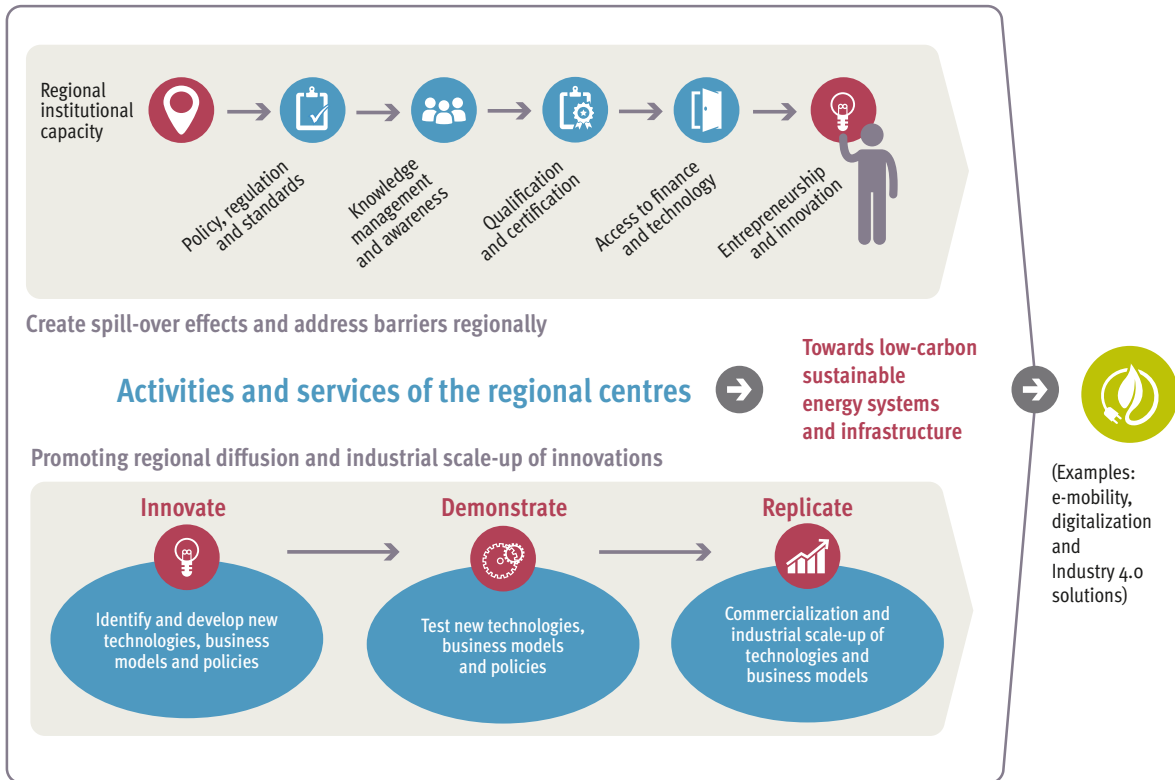 Regional
institutional
capacity
Policy, regulation
and standards
Knowledge
management
and awareness
Qualification
and certification
Access to finance
and technology
Entrepreneurship
and innovation
Create spill-over effects and address barriers regionally
Activities and services of the regional centres
Towards low-carbon
sustainable
energy systems
and infrastructure
(Examples:
e-mobility,
digitalization
and
Industry 4.0
solutions)
Promoting regional diffusion and industrial scale-up of innovations
Innovate
Identify and develop new
technologies, business
models and policies
Demonstrate
Test new technologies,
business models
and policies
Replicate
Commercialization and
industrial scale-up of
technologies and
business models